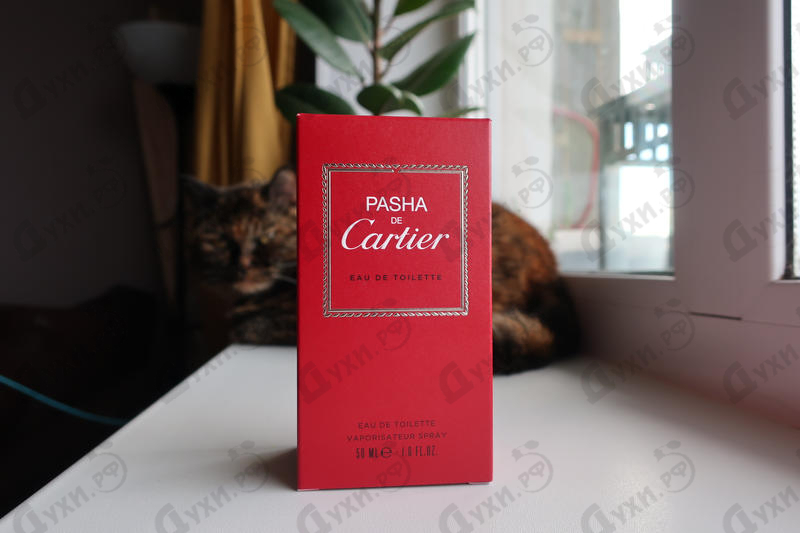 PASHA
DE
Cartier
EAU DE TOILETTE
EAU DE TOILETTE
VAPORISATEUR SPRAY
50 ML e 1.6 FL.OZ.
Духи.рф